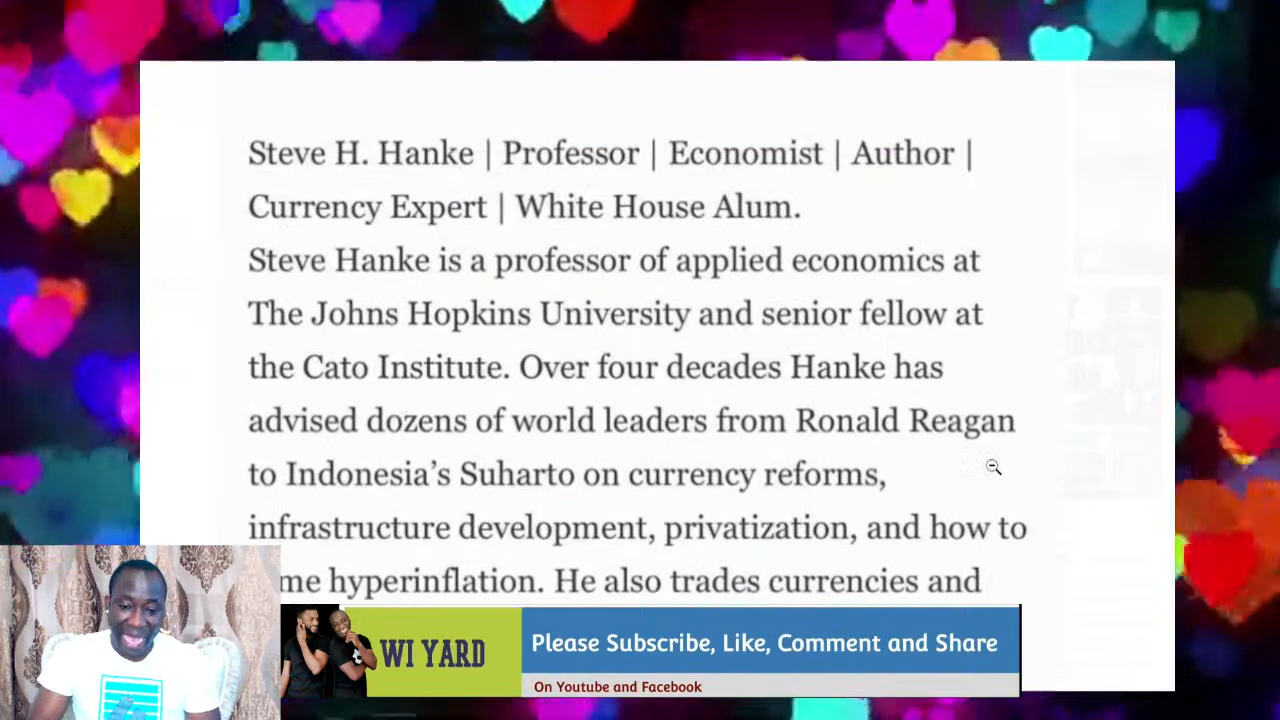 Steve H. Hanke | Professor | Economist | Author |
Currency Expert | White House Alum.
Steve Hanke is a professor of applied economics at
The Johns Hopkins University and senior fellow at
the Cato Institute. Over four decades Hanke has
advised dozens of world leaders from Ronald Reagan
to Indonesia’s Suharto on currency reforms,
infrastructure development, privatization, and how to
me hyperinflation. He also trades currencies and
WI YARD
Please Subscribe, Like, Comment and Share
On Youtube and Facebook